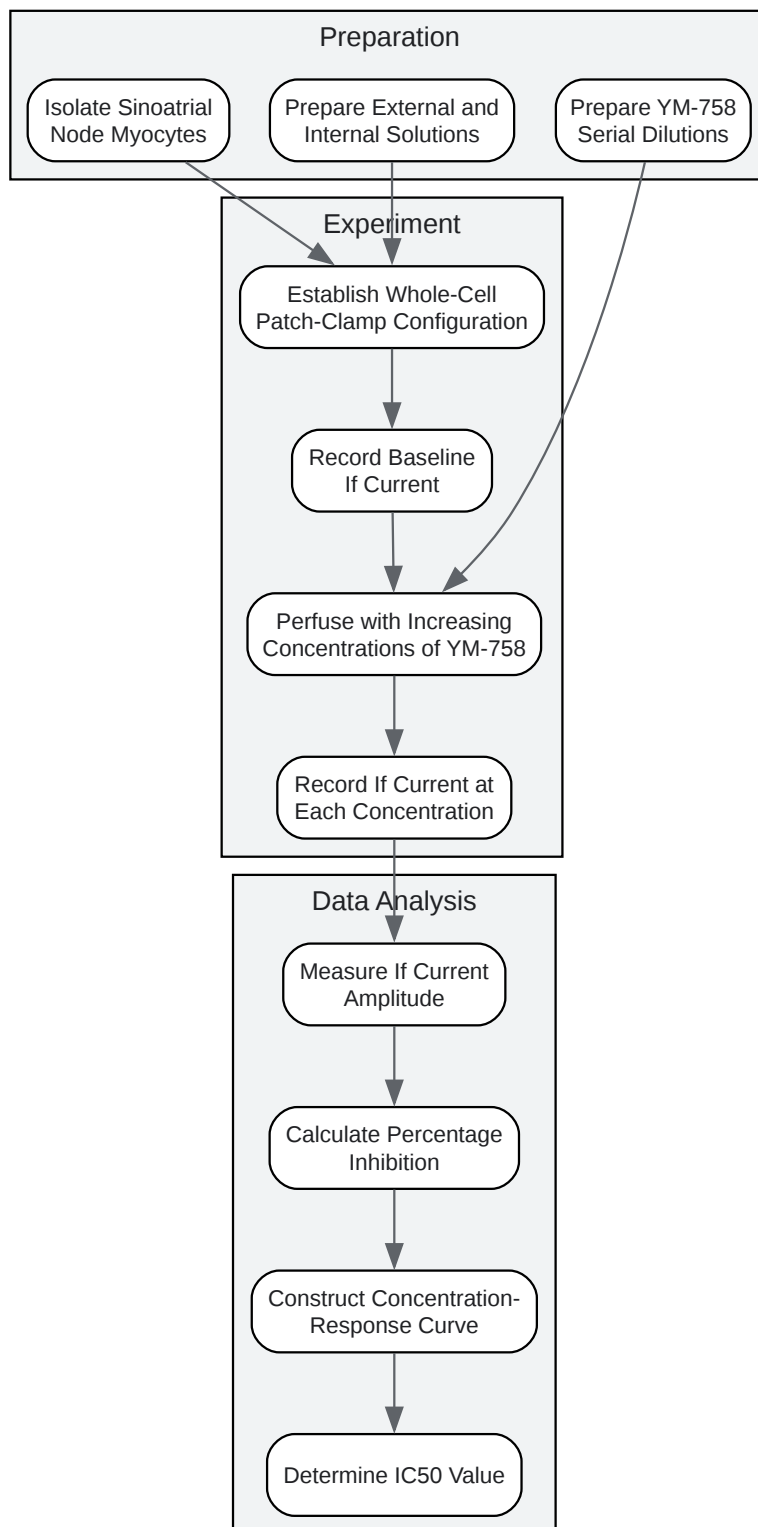 Preparation
Isolate Sinoatrial
Node Myocytes
Prepare External and
Internal Solutions
Prepare YM-758
Serial Dilutions
Experiment
Establish Whole-Cell
Patch-Clamp Configuration
Record Baseline
If Current
Perfuse with Increasing
Concentrations of YM-758
Record If Current at
Each Concentration
Data Analysis
Measure If Current
Amplitude
Calculate Percentage
Inhibition
Construct Concentration-
Response Curve
Determine IC50 Value